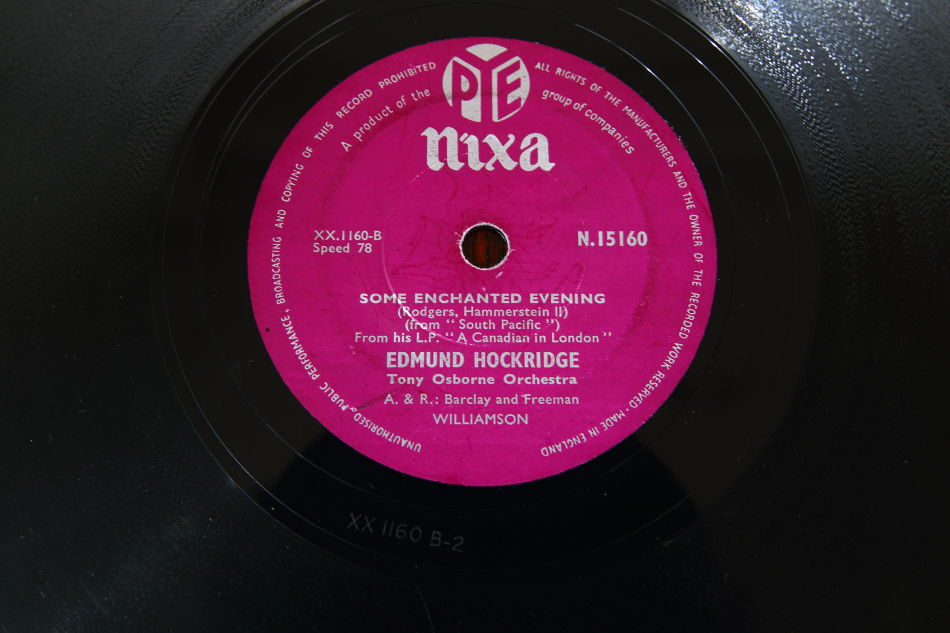 UNAUTHORISED PUBLIC PERFORMANCE, BROADCASTING AND COPYING OF THIS RECORD PROHIBITED
ALL RIGHTS OF THE MANUFACTURERS AND THE OWNER OF THE RECORDED WORK RESERVED-MADE IN ENGLAND
A product of the
PYE
group of companies
nixa
XX.1160-B
Speed 78
N.15160
SOME ENCHANTED EVENING
(Rodgers, Hammerstein II)
(from "South Pacific")
From his L.P. "A Canadian in London"
EDMUND HOCKRIDGE
Tony Osborne Orchestra
A. & R.: Barclay and Freeman
WILLIAMSON
XX 1160 B-2